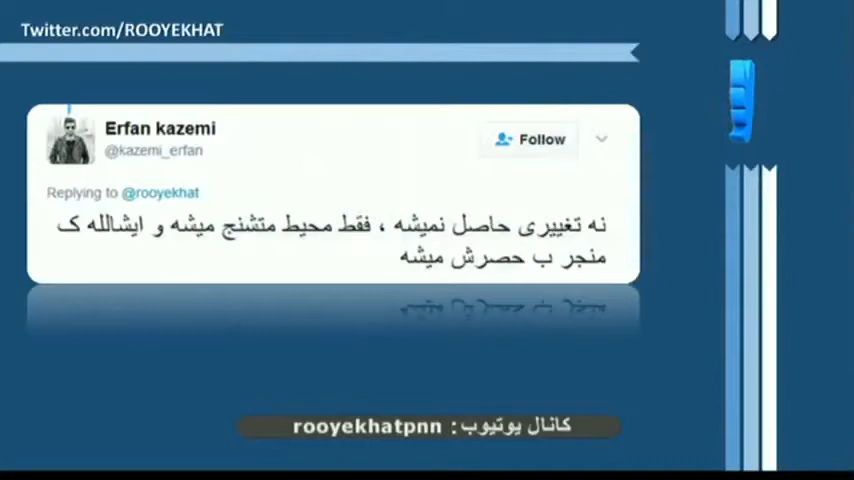 Twitter.com/ROOYEKHAT
Erfan kazemi
@kazemi_erfan
Follow
Replying to @rooyekhat
نه تغییری حاصل نمیشه ، فقط محیط متشنج میشه و ایشالله ک
منجر ب حصرش میشه
کانال یوتیوب: rooyekhatpnn